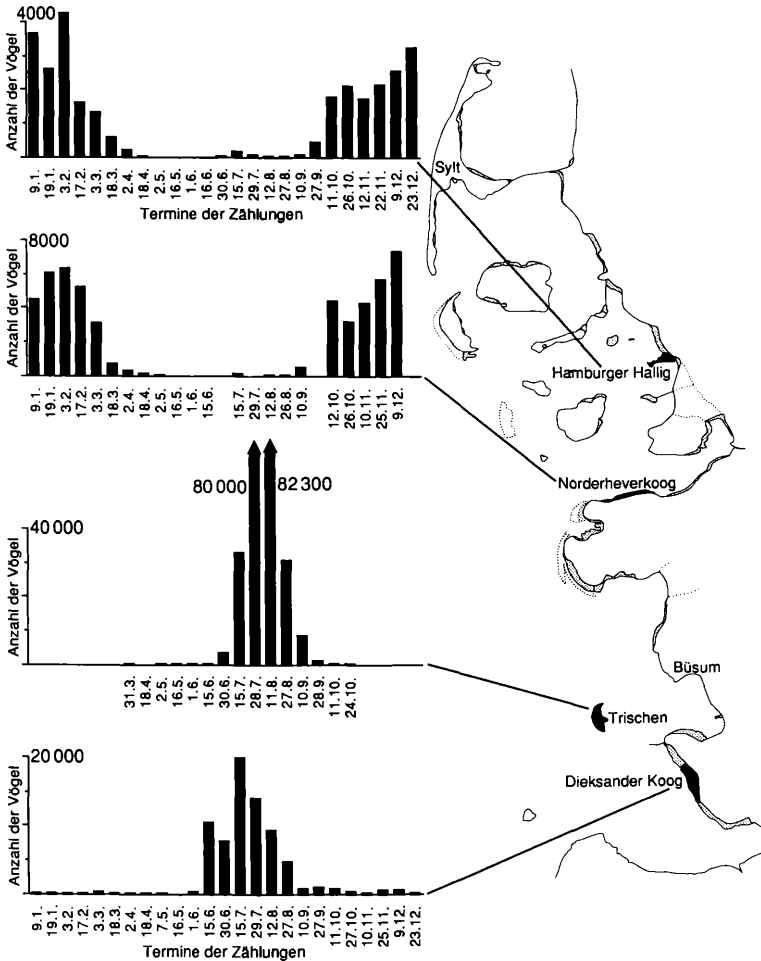 4000
Anzahl der Vögel
9.1. 19.1. 3.2. 17.2. 3.3. 18.3. 2.4. 18.4. 2.5. 16.5. 1.6. 16.6. 30.6. 15.7. 29.7. 12.8. 27.8. 10.9. 27.9. 11.10. 26.10. 12.11. 22.11. 9.12. 23.12.
Termine der Zählungen
8000
Anzahl der Vögel
9.1. 19.1. 3.2. 17.2. 3.3. 18.3. 2.4. 18.4. 2.5. 16.5. 1.6. 15.6. 15.7. 29.7. 12.8. 26.8. 10.9. 12.10. 26.10. 10.11. 25.11. 9.12.
80 000
82 300
40 000
Anzahl der Vögel
31.3. 18.4. 2.5. 16.5. 1.6. 15.6. 30.6. 15.7. 28.7. 11.8. 27.8. 10.9. 28.9. 11.10. 24.10.
20 000
Anzahl der Vögel
9.1. 19.1. 3.2. 17.2. 3.3. 18.3. 2.4. 18.4. 7.5. 16.5. 1.6. 15.6. 30.6. 15.7. 29.7. 12.8. 27.8. 10.9. 27.9. 11.10. 27.10. 10.11. 25.11. 9.12. 23.12.
Termine der Zählungen
Sylt
Hamburger Hallig
Norderheverkoog
Büsum
Trischen
Dieksander Koog